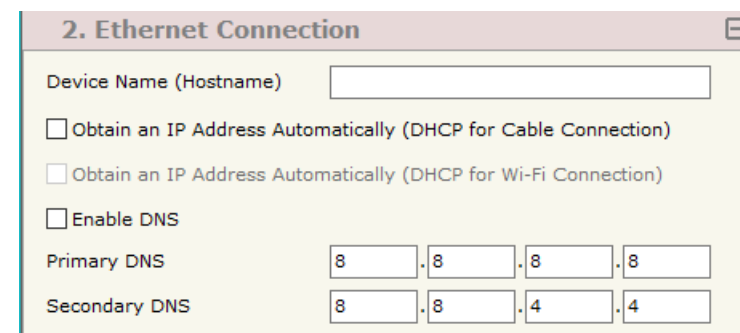 2. Ethernet Connection
Device Name (Hostname)
Obtain an IP Address Automatically (DHCP for Cable Connection)
Obtain an IP Address Automatically (DHCP for Wi-Fi Connection)
Enable DNS
Primary DNS 8 . 8 . 8 . 8
Secondary DNS 8 . 8 . 4 . 4